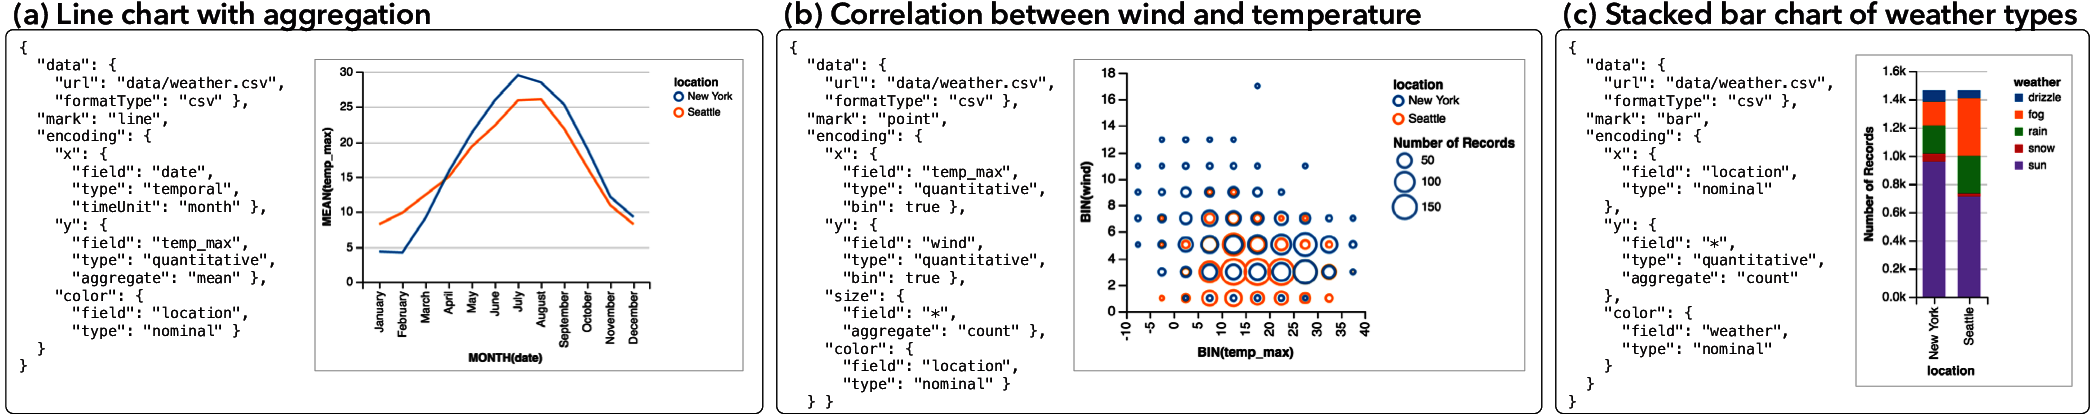 (a) Line chart with aggregation
{
"data": {
"url": "data/weather.csv",
"formatType": "csv" },
"mark": "line",
"encoding": {
"x": {
"field": "date",
"type": "temporal",
"timeUnit": "month" },
"y": {
"field": "temp_max",
"type": "quantitative",
"aggregate": "mean" },
"color": {
"field": "location",
"type": "nominal" }
}
}
MEAN(temp_max)
30
25
20
15
10
5
0
January
February
March
April
May
June
July
August
September
October
November
December
MONTH(date)
location
New York
Seattle
(b) Correlation between wind and temperature
{
"data": {
"url": "data/weather.csv",
"formatType": "csv" },
"mark": "point",
"encoding": {
"x": {
"field": "temp_max",
"type": "quantitative",
"bin": true },
"y": {
"field": "wind",
"type": "quantitative",
"bin": true },
"size": {
"field": "*",
"aggregate": "count" },
"color": {
"field": "location",
"type": "nominal" }
} }
BIN(wind)
18
16
14
12
10
8
6
4
2
0
-10
-5
0
5
10
15
20
25
30
35
40
BIN(temp_max)
location
New York
Seattle
Number of Records
50
100
150
(c) Stacked bar chart of weather types
{
"data": {
"url": "data/weather.csv",
"formatType": "csv" },
"mark": "bar",
"encoding": {
"x": {
"field": "location",
"type": "nominal"
},
"y": {
"field": "*",
"type": "quantitative",
"aggregate": "count"
},
"color": {
"field": "weather",
"type": "nominal"
}
}
}
Number of Records
1.6k
1.4k
1.2k
1.0k
0.8k
0.6k
0.4k
0.2k
0.0k
New York
Seattle
location
weather
drizzle
fog
rain
snow
sun